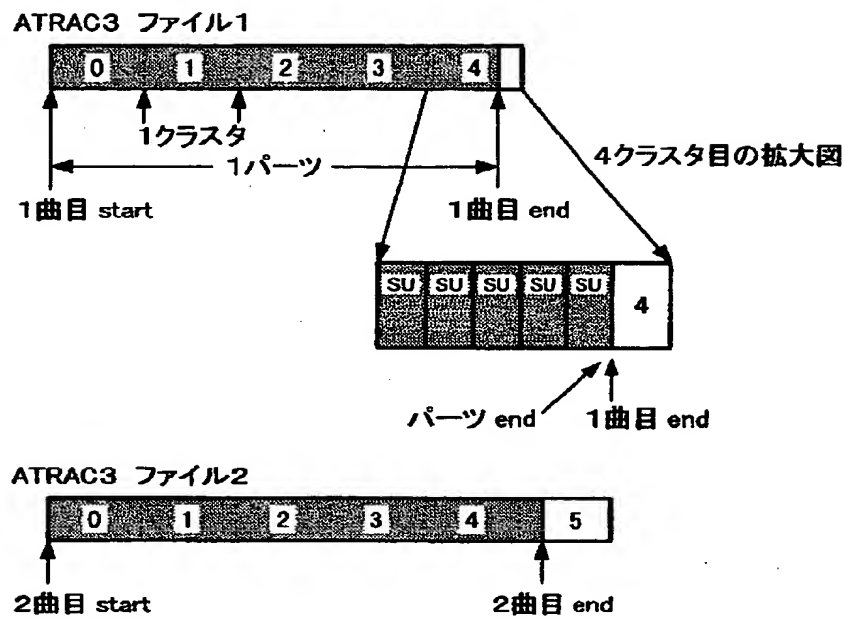 ATRAC3 ファイル1
0 1 2 3 4
1クラスタ
1パーツ
4クラスタ目の拡大図
1曲目 start
1曲目 end
SU SU SU SU SU
4
パーツ end
1曲目 end
ATRAC3 ファイル2
0 1 2 3 4 5
2曲目 start
2曲目 end